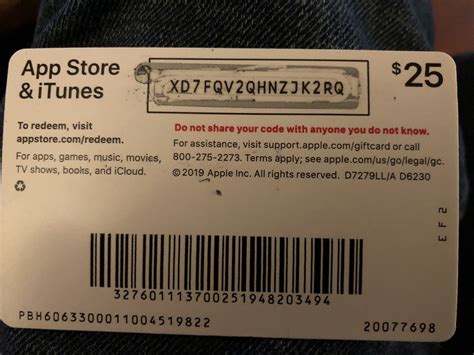 App Store
& iTunes
XD7FQV2QHNZJK2RQ
$25
To redeem, visit
appstore.com/redeem.
For apps, games, music, movies,
TV shows, books, and iCloud.
Do not share your code with anyone you do not know.
For assistance, visit support.apple.com/giftcard or call
800-275-2273. Terms apply; see apple.com/us/go/legal/gc.
© 2019 Apple Inc. All rights reserved. D7279LL/A D6230
EF2
3276011137002519482034​94
PBH6063300011004519822
20077698